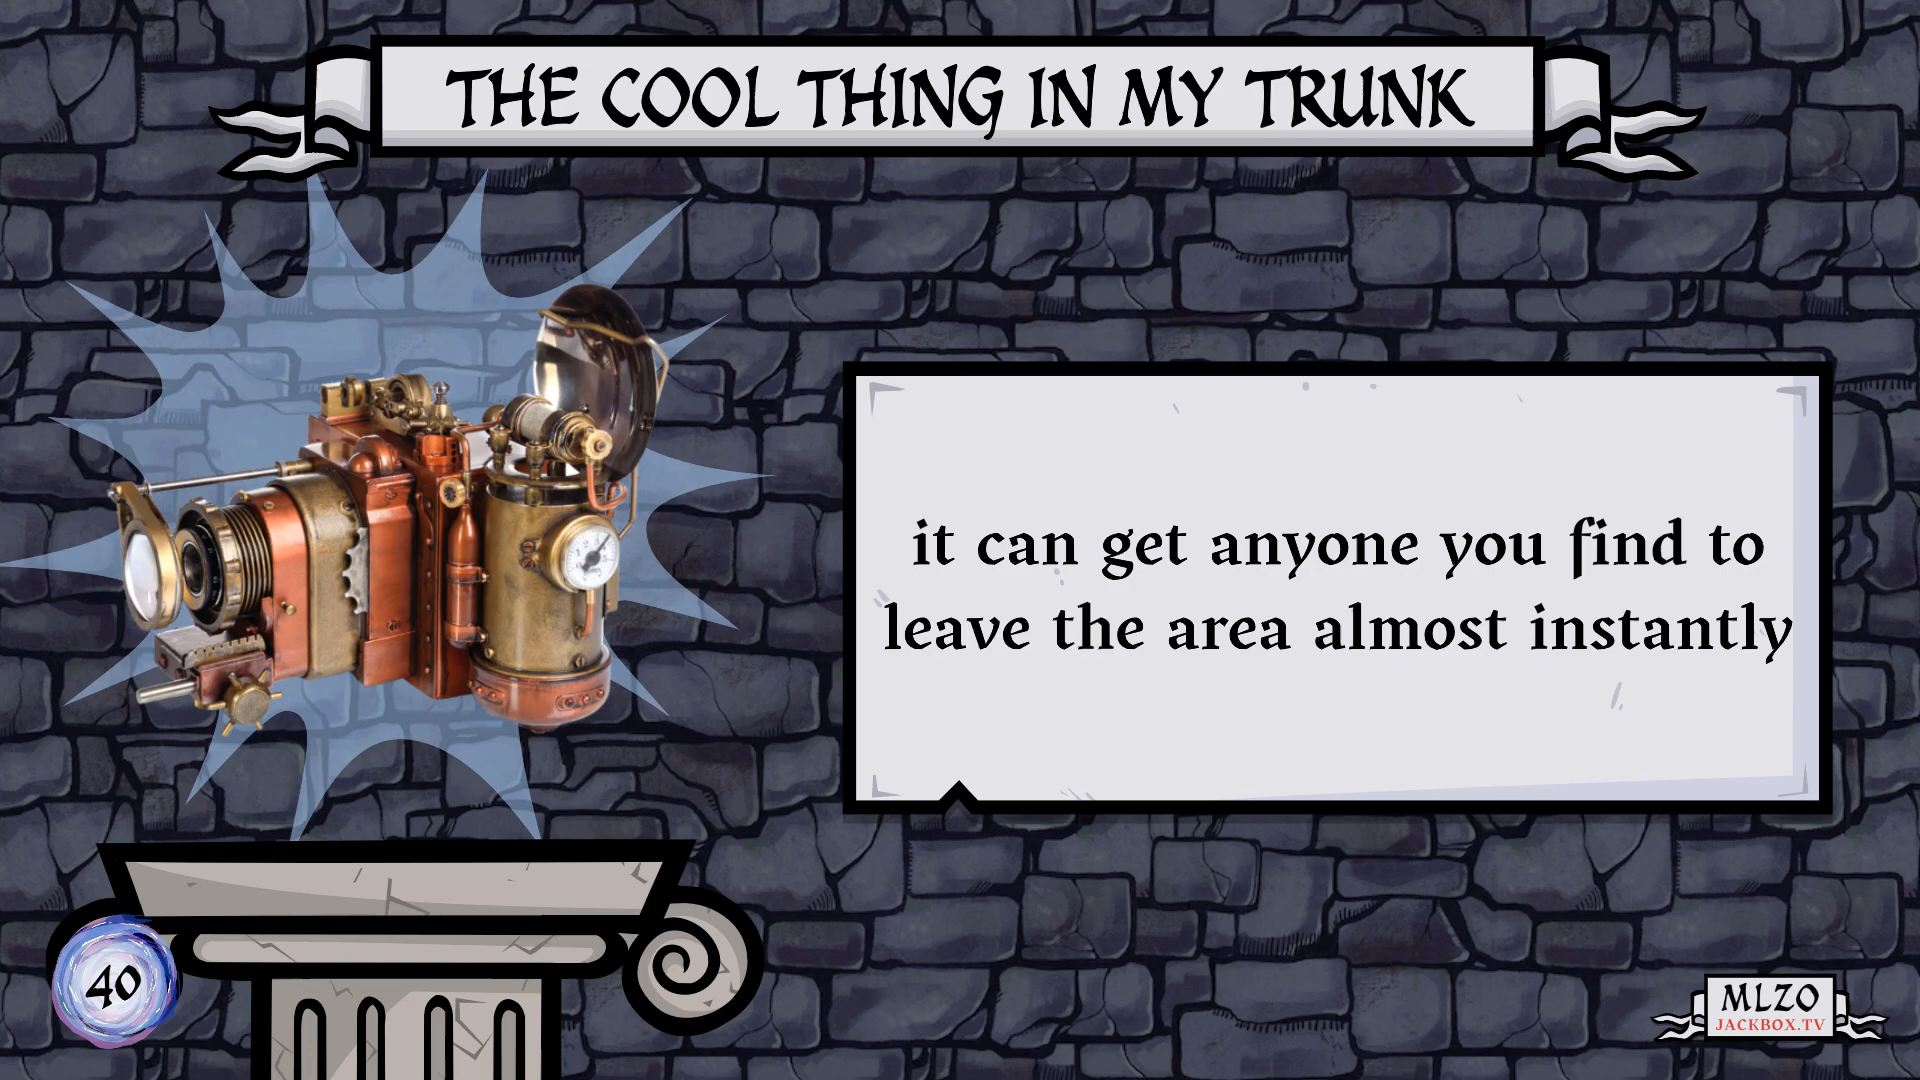 THE COOL THING IN MY TRUNK
it can get anyone you find to
leave the area almost instantly
40
MLZO
JACKBOX.TV